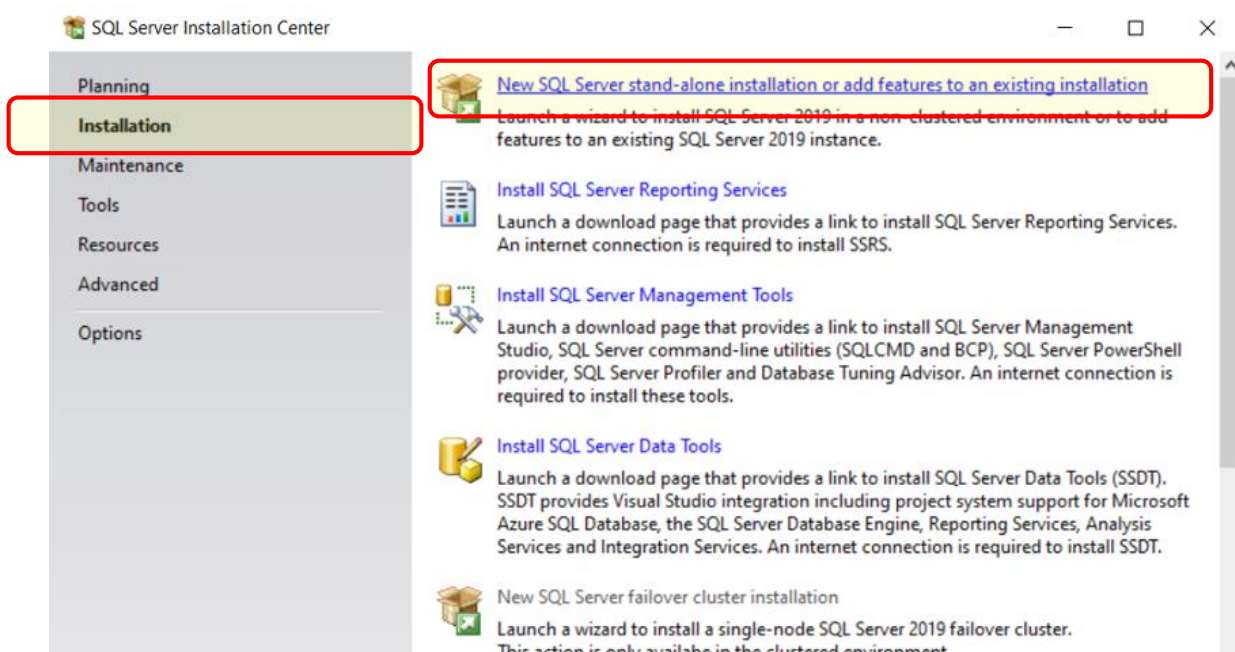 SQL Server Installation Center
Planning
Installation
Maintenance
Tools
Resources
Advanced
Options
New SQL Server stand-alone installation or add features to an existing installation
Launch a wizard to install SQL Server 2019 in a non-clustered environment or to add
features to an existing SQL Server 2019 instance.
Install SQL Server Reporting Services
Launch a download page that provides a link to install SQL Server Reporting Services.
An internet connection is required to install SSRS.
Install SQL Server Management Tools
Launch a download page that provides a link to install SQL Server Management
Studio, SQL Server command-line utilities (SQLCMD and BCP), SQL Server PowerShell
provider, SQL Server Profiler and Database Tuning Advisor. An internet connection is
required to install these tools.
Install SQL Server Data Tools
Launch a download page that provides a link to install SQL Server Data Tools (SSDT).
SSDT provides Visual Studio integration including project system support for Microsoft
Azure SQL Database, the SQL Server Database Engine, Reporting Services, Analysis
Services and Integration Services. An internet connection is required to install SSDT.
New SQL Server failover cluster installation
Launch a wizard to install a single-node SQL Server 2019 failover cluster.
This action is only availabe in the clustered environment